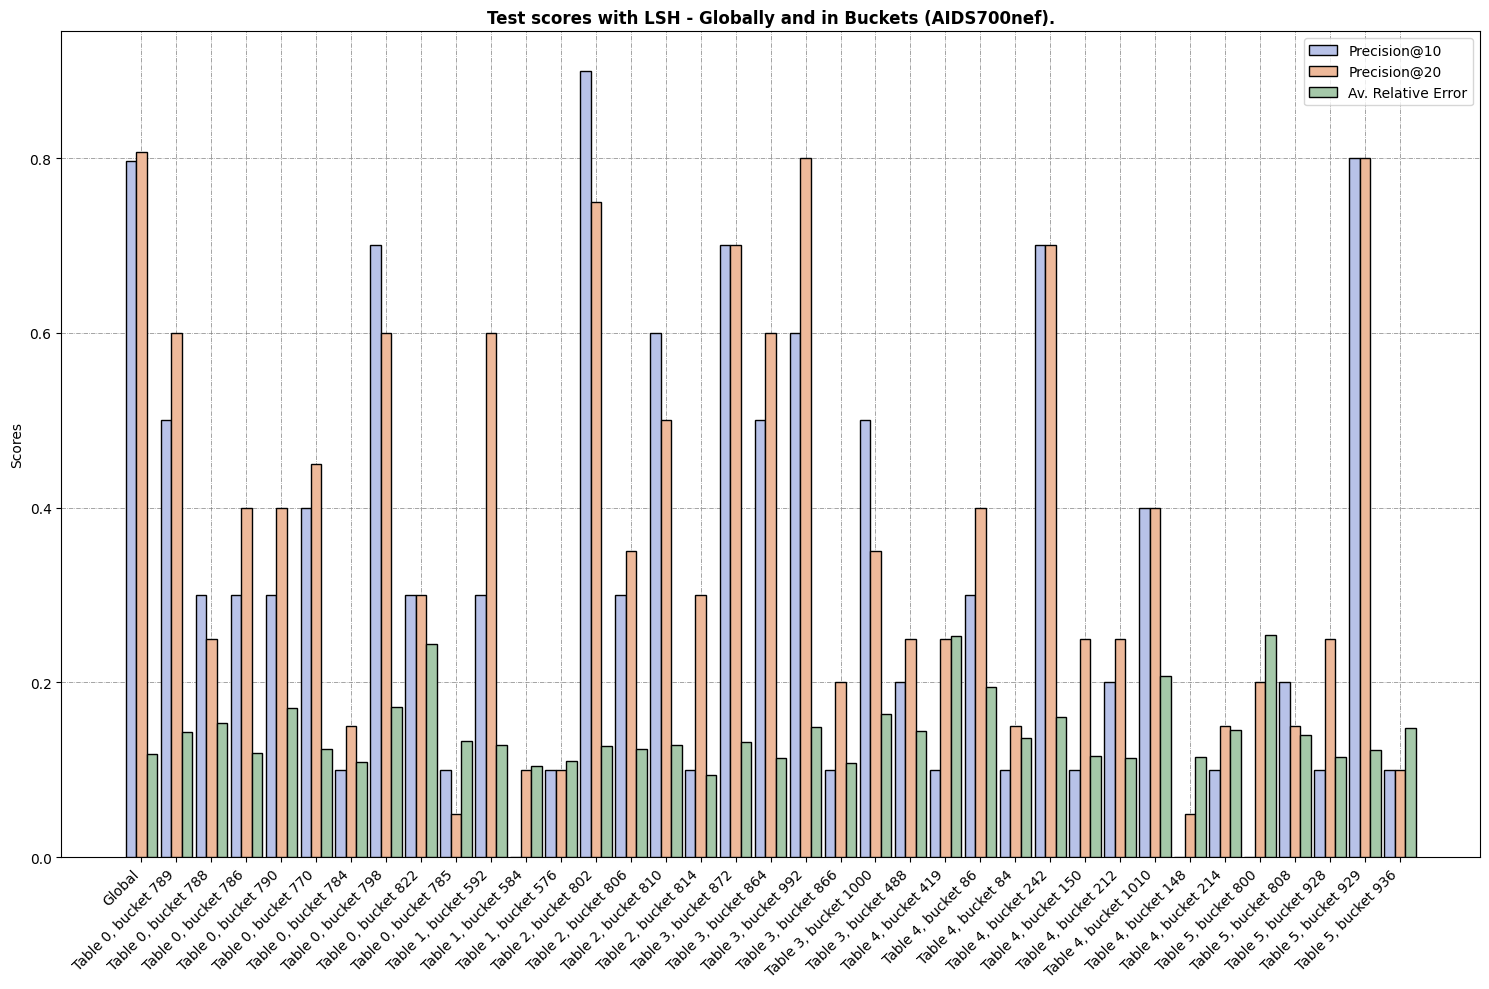 Test scores with LSH - Globally and in Buckets (AIDS700nef).
Precision@10
Precision@20
Av. Relative Error
Scores
0.8
0.6
0.4
0.2
0.0
Global
Table 0, bucket 789
Table 0, bucket 788
Table 0, bucket 786
Table 0, bucket 790
Table 0, bucket 770
Table 0, bucket 784
Table 0, bucket 798
Table 0, bucket 822
Table 0, bucket 785
Table 1, bucket 592
Table 1, bucket 584
Table 1, bucket 576
Table 2, bucket 802
Table 2, bucket 806
Table 2, bucket 810
Table 2, bucket 814
Table 3, bucket 872
Table 3, bucket 864
Table 3, bucket 992
Table 3, bucket 866
Table 3, bucket 1000
Table 3, bucket 488
Table 4, bucket 419
Table 4, bucket 86
Table 4, bucket 84
Table 4, bucket 242
Table 4, bucket 150
Table 4, bucket 212
Table 4, bucket 1010
Table 4, bucket 148
Table 4, bucket 214
Table 5, bucket 800
Table 5, bucket 808
Table 5, bucket 928
Table 5, bucket 929
Table 5, bucket 936